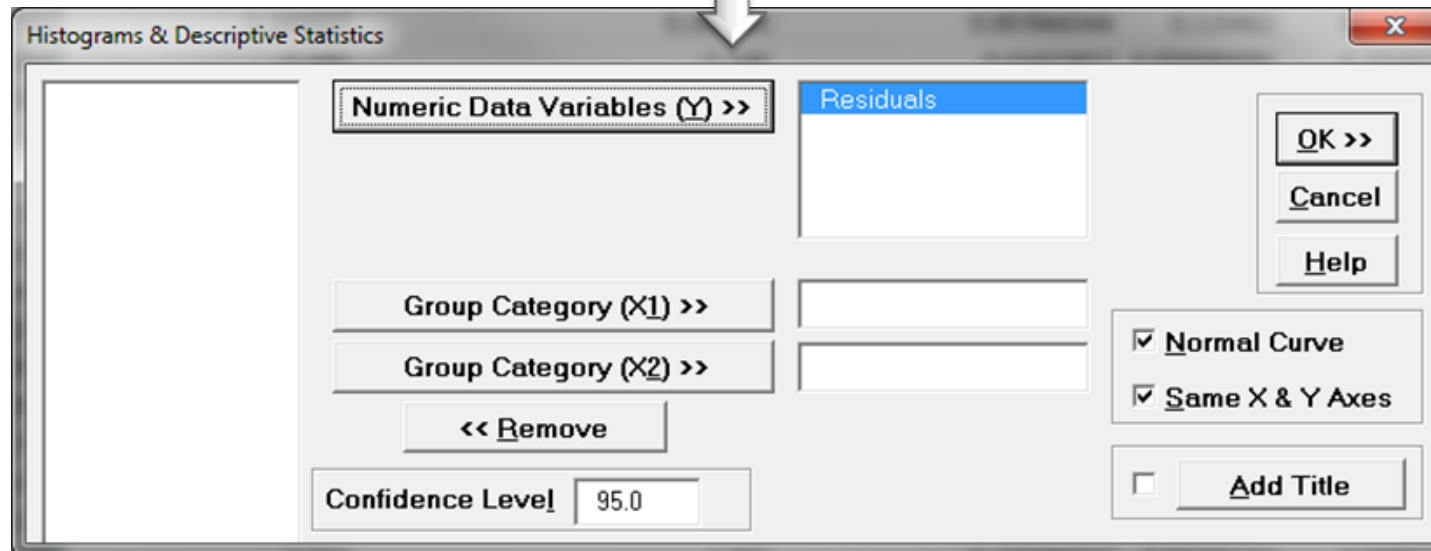 Histograms & Descriptive Statistics
Numeric Data Variables (Y) >>
Residuals
OK >>
Cancel
Help
Group Category (X1) >>
Group Category (X2) >>
<< Remove
Normal Curve
Same X & Y Axes
Confidence Level 95.0
Add Title